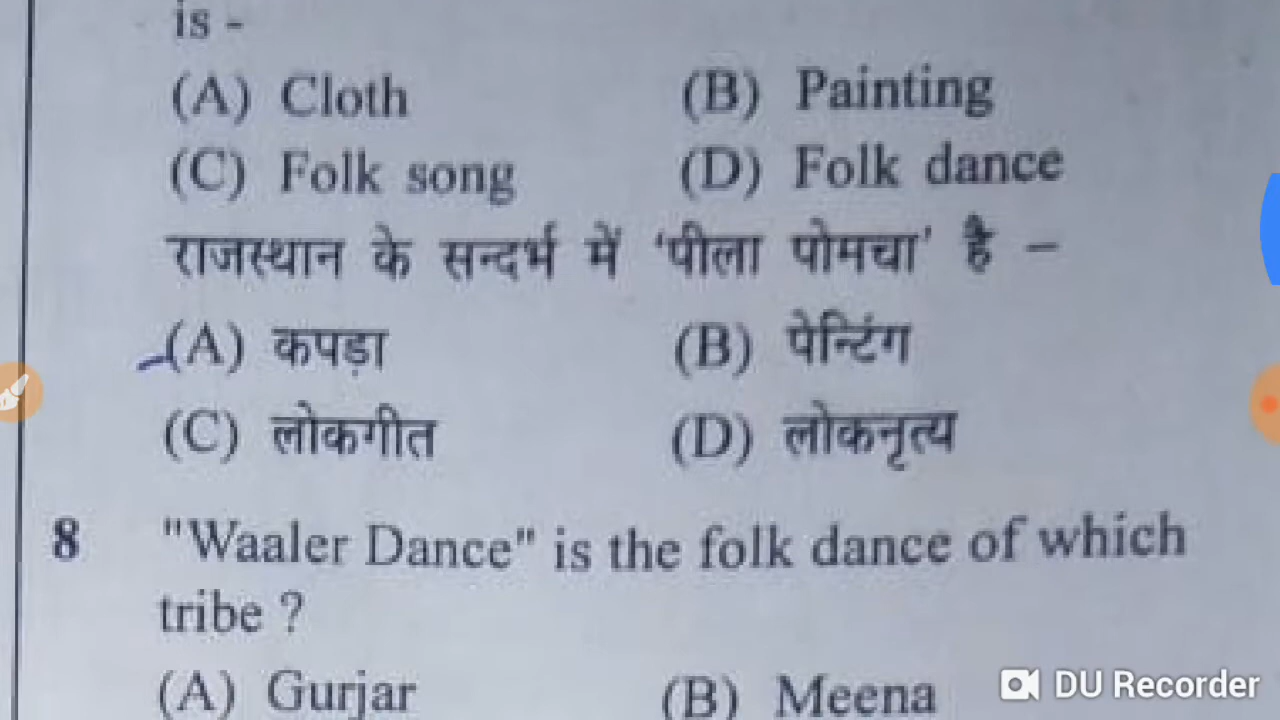 is -
(A) Cloth (B) Painting
(C) Folk song (D) Folk dance
राजस्थान के सन्दर्भ में 'पीला पोमचा' है –
(A) कपड़ा (B) पेन्टिंग
(C) लोकगीत (D) लोकनृत्य
8 "Waaler Dance" is the folk dance of which
tribe ?
(A) Gurjar (B) Meena
DU Recorder